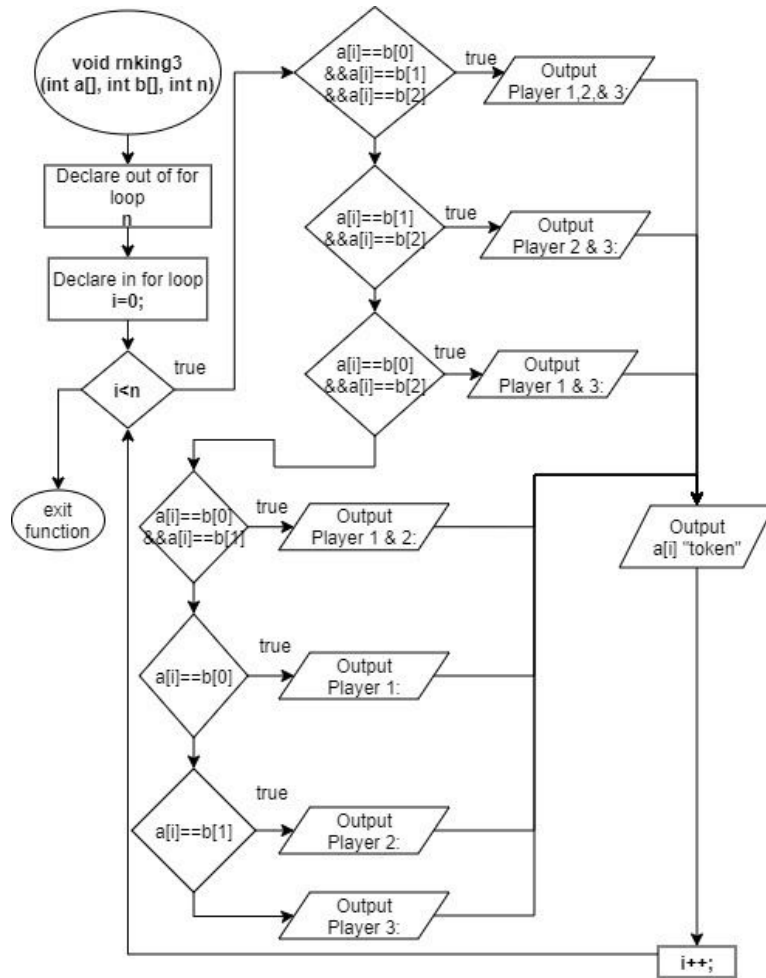 void rnking3
(int a[], int b[], int n)
Declare out of for
loop
n
Declare in for loop
i=0;
i<n
true
exit
function
a[i]==b[0]
&&a[i]==b[1]
&&a[i]==b[2]
true
Output
Player 1,2,& 3:
a[i]==b[1]
&&a[i]==b[2]
true
Output
Player 2 & 3:
a[i]==b[0]
&&a[i]==b[2]
true
Output
Player 1 & 3:
a[i]==b[0]
&&a[i]==b[1]
true
Output
Player 1 & 2:
a[i]==b[0]
true
Output
Player 1:
a[i]==b[1]
true
Output
Player 2:
Output
Player 3:
Output
a[i] "token"
i++;